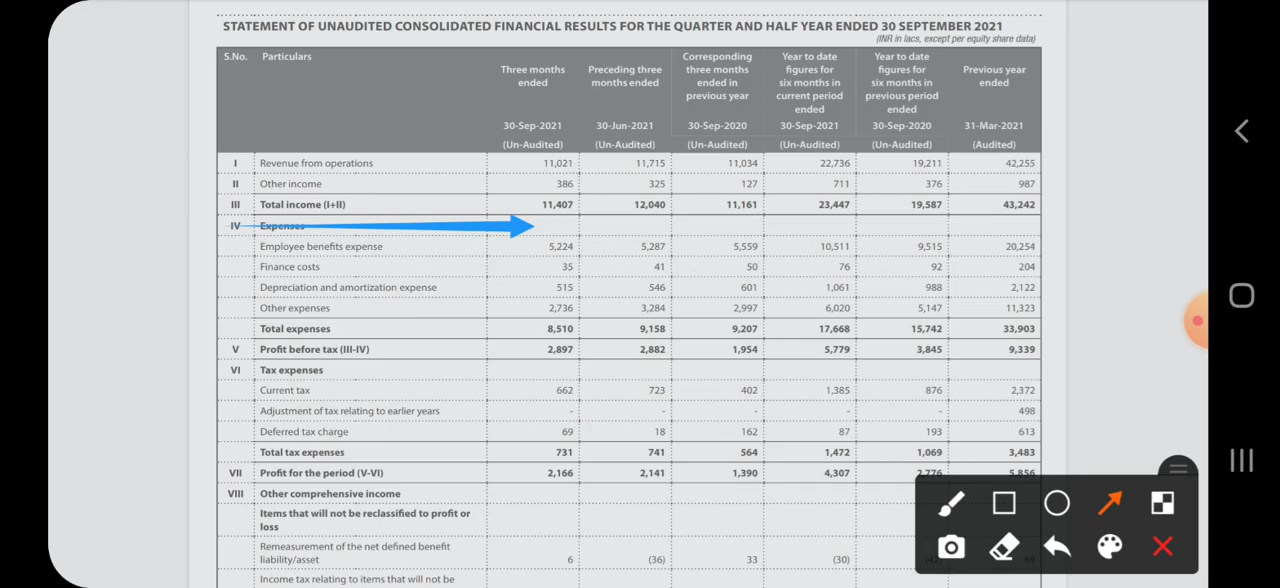 STATEMENT OF UNAUDITED CONSOLIDATED FINANCIAL RESULTS FOR THE QUARTER AND HALF YEAR ENDED 30 SEPTEMBER 2021
(INR in lacs, except per equity share data)
S.No. Particulars Three months ended Preceding three months ended Corresponding three months ended in previous year Year to date figures for six months in current period ended Year to date figures for six months in previous period ended Previous year ended
30-Sep-2021 30-Jun-2021 30-Sep-2020 30-Sep-2021 30-Sep-2020 31-Mar-2021
(Un-Audited) (Un-Audited) (Un-Audited) (Un-Audited) (Un-Audited) (Audited)
I Revenue from operations 11,021 11,715 11,034 22,736 19,211 42,255
II Other income 386 325 127 711 376 987
III Total income (I+II) 11,407 12,040 11,161 23,447 19,587 43,242
IV Expenses
Employee benefits expense 5,224 5,287 5,559 10,511 9,515 20,254
Finance costs 35 41 50 76 92 204
Depreciation and amortization expense 515 546 601 1,061 988 2,122
Other expenses 2,736 3,284 2,997 6,020 5,147 11,323
Total expenses 8,510 9,158 9,207 17,668 15,742 33,903
V Profit before tax (III-IV) 2,897 2,882 1,954 5,779 3,845 9,339
VI Tax expenses
Current tax 662 723 402 1,385 876 2,372
Adjustment of tax relating to earlier years - - - - - 498
Deferred tax charge 69 18 162 87 193 613
Total tax expenses 731 741 564 1,472 1,069 3,483
VII Profit for the period (V-VI) 2,166 2,141 1,390 4,307 2,776 5,856
VIII Other comprehensive income
Items that will not be reclassified to profit or
loss
Remeasurement of the net defined benefit
liability/asset 6 (36) 33 (30) (42) 69
Income tax relating to items that will not be